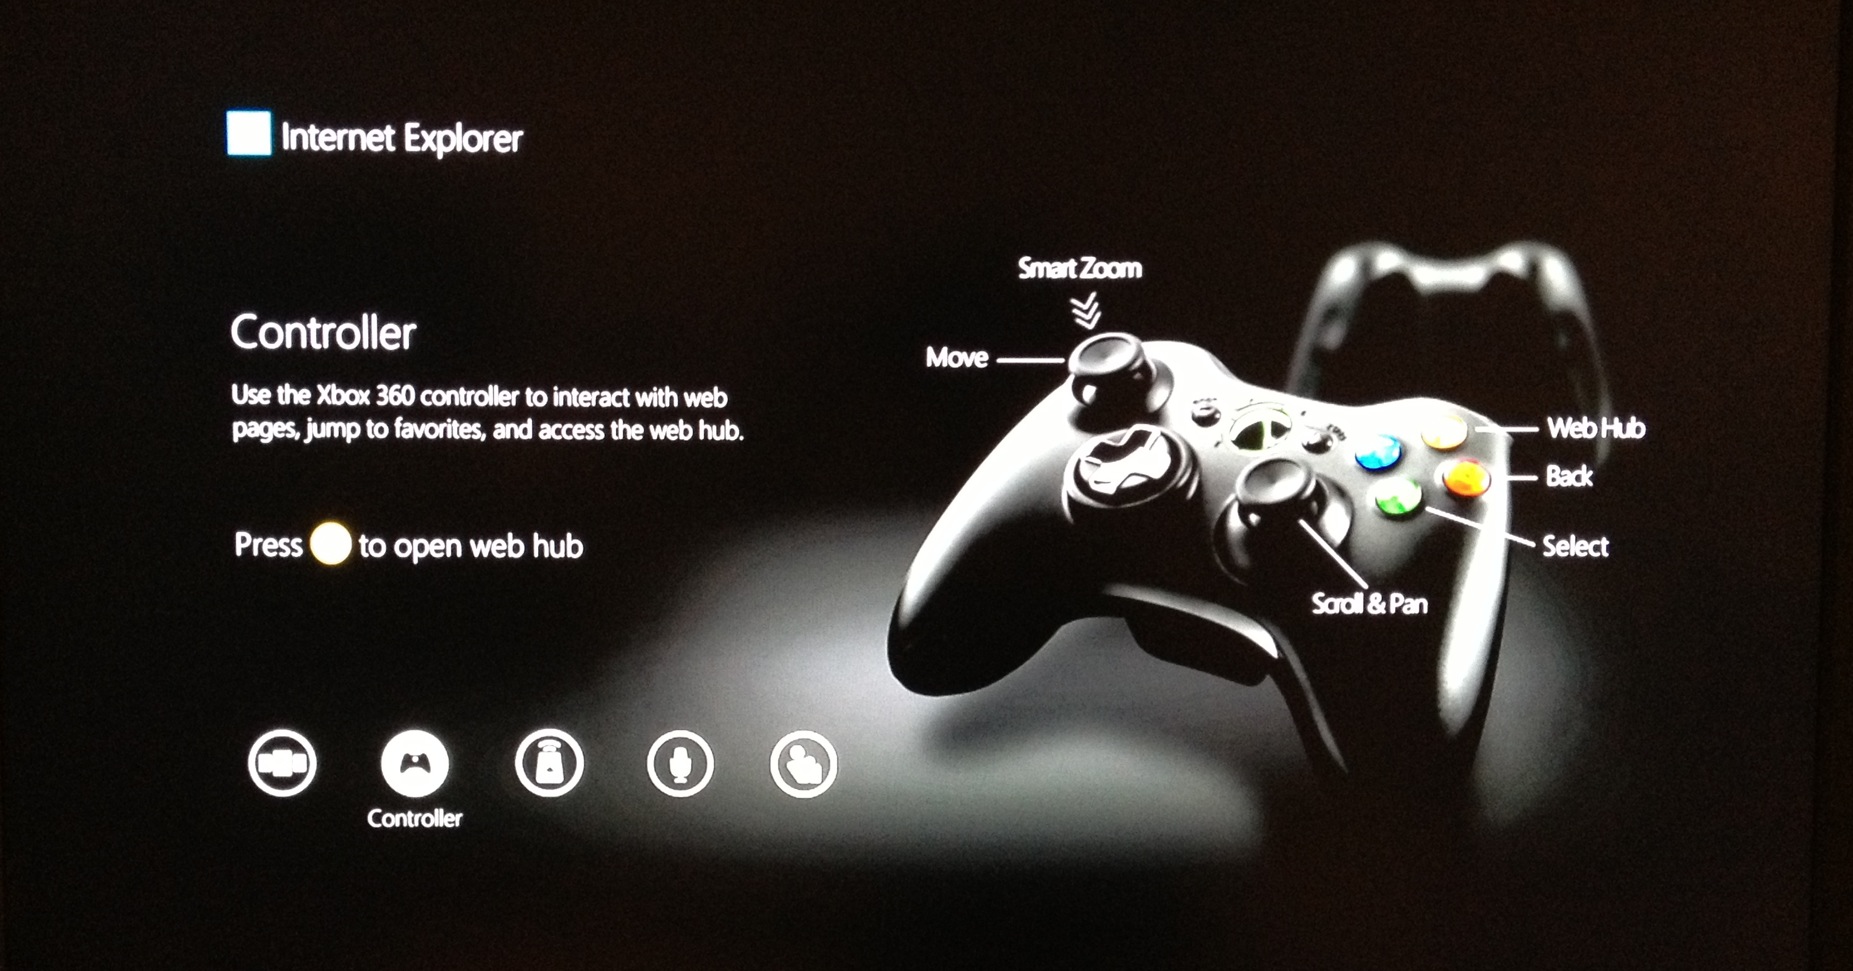 Internet Explorer
Smart Zoom
Move
Controller
Use the Xbox 360 controller to interact with web
pages, jump to favorites, and access the web hub.
Web Hub
Back
Select
Scroll & Pan
Press to open web hub
Controller